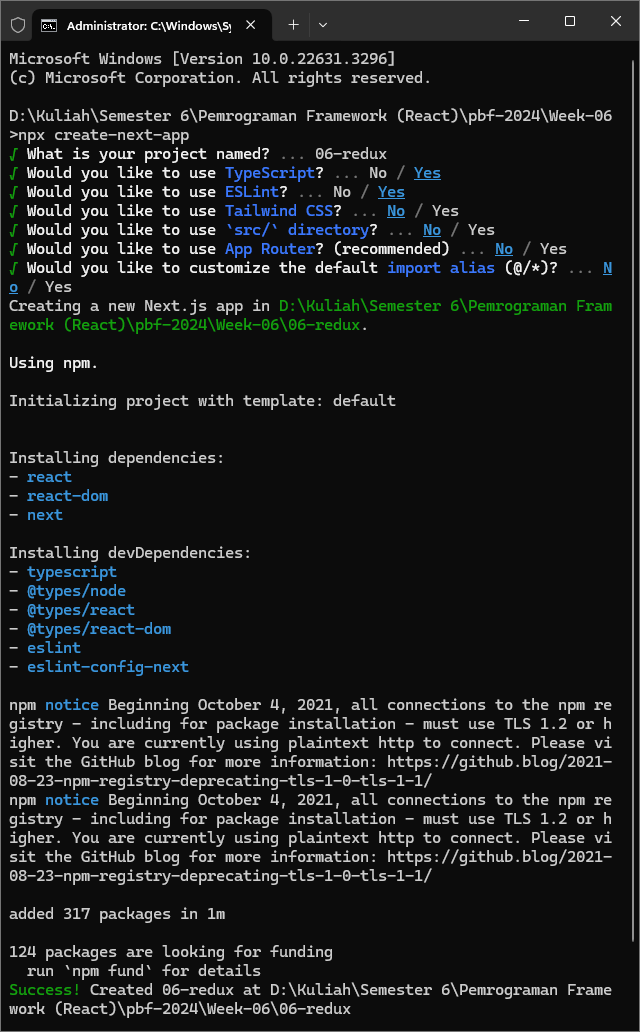 Administrator: C:\Windows\Sy
Microsoft Windows [Version 10.0.22631.3296]
(c) Microsoft Corporation. All rights reserved.
D:\Kuliah\Semester 6\Pemrograman Framework (React)\pbf-2024\Week-06
>npx create-next-app
√ What is your project named? ... 06-redux
√ Would you like to use TypeScript? ... No / Yes
√ Would you like to use ESLint? ... No / Yes
√ Would you like to use Tailwind CSS? ... No / Yes
√ Would you like to use `src/` directory? ... No / Yes
√ Would you like to use App Router? (recommended) ... No / Yes
√ Would you like to customize the default import alias (@/*)? ... N
o / Yes
Creating a new Next.js app in D:\Kuliah\Semester 6\Pemrograman Fram
ework (React)\pbf-2024\Week-06\06-redux.
Using npm.
Initializing project with template: default
Installing dependencies:
- react
- react-dom
- next
Installing devDependencies:
- typescript
- @types/node
- @types/react
- @types/react-dom
- eslint
- eslint-config-next
npm notice Beginning October 4, 2021, all connections to the npm re
gistry - including for package installation - must use TLS 1.2 or h
igher. You are currently using plaintext http to connect. Please vi
sit the GitHub blog for more information: https://github.blog/2021-
08-23-npm-registry-deprecating-tls-1-0-tls-1-1/
npm notice Beginning October 4, 2021, all connections to the npm re
gistry - including for package installation - must use TLS 1.2 or h
igher. You are currently using plaintext http to connect. Please vi
sit the GitHub blog for more information: https://github.blog/2021-
08-23-npm-registry-deprecating-tls-1-0-tls-1-1/
added 317 packages in 1m
124 packages are looking for funding
  run `npm fund` for details
Success! Created 06-redux at D:\Kuliah\Semester 6\Pemrograman Frame
work (React)\pbf-2024\Week-06\06-redux